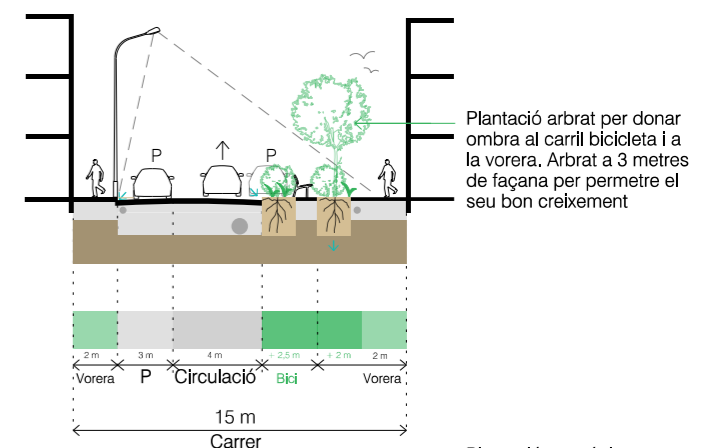 P
P
Plantació arbrat per donar
ombra al carril bicicleta i a
la vorera. Arbrat a 3 metres
de façana per permetre el
seu bon creixement
2 m
3 m
4 m
+ 2,5 m
+ 2 m
2 m
Vorera
P
Circulació
Bici
Vorera
15 m
Carrer